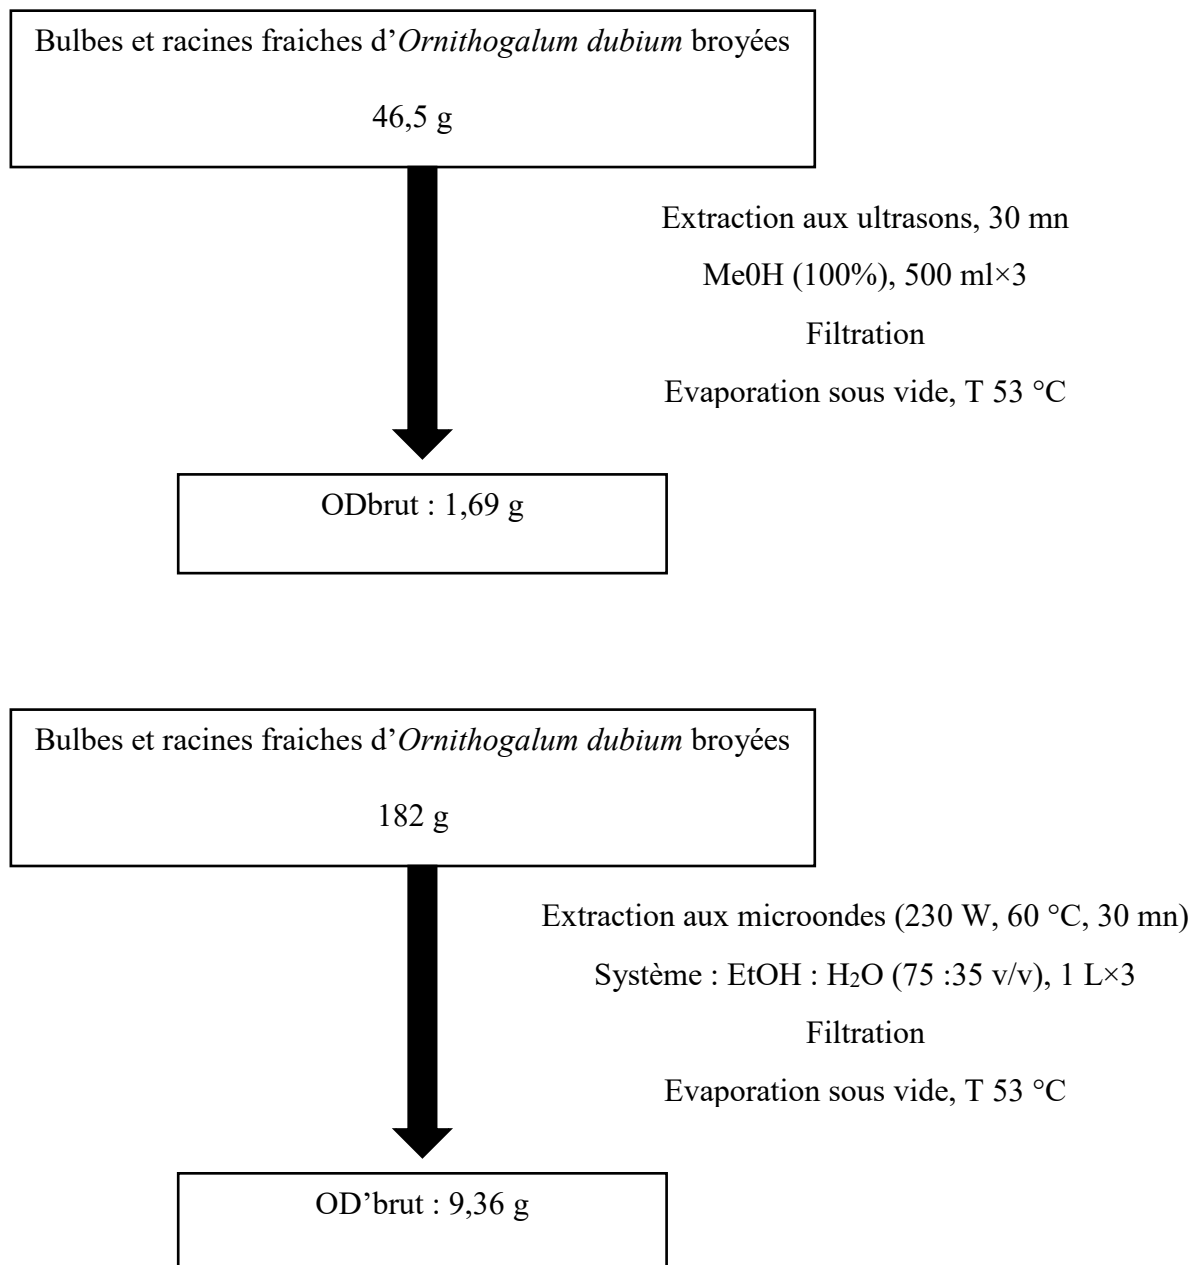 Bulbes et racines fraiches d’Ornithogalum dubium broyées
46,5 g
Extraction aux ultrasons, 30 mn
Me0H (100%), 500 ml×3
Filtration
Evaporation sous vide, T 53 °C
ODbrut : 1,69 g
Bulbes et racines fraiches d’Ornithogalum dubium broyées
182 g
Extraction aux microondes (230 W, 60 °C, 30 mn)
Système : EtOH : H₂O (75 :35 v/v), 1 L×3
Filtration
Evaporation sous vide, T 53 °C
OD’brut : 9,36 g